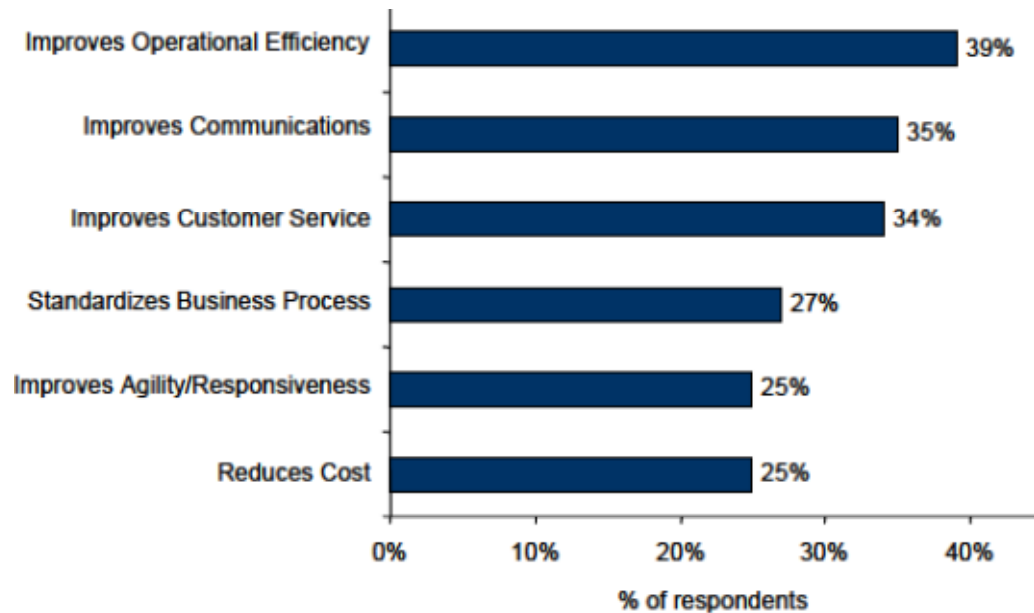 Improves Operational Efficiency 39%
Improves Communications 35%
Improves Customer Service 34%
Standardizes Business Process 27%
Improves Agility/Responsiveness 25%
Reduces Cost 25%
0% 10% 20% 30% 40%
% of respondents